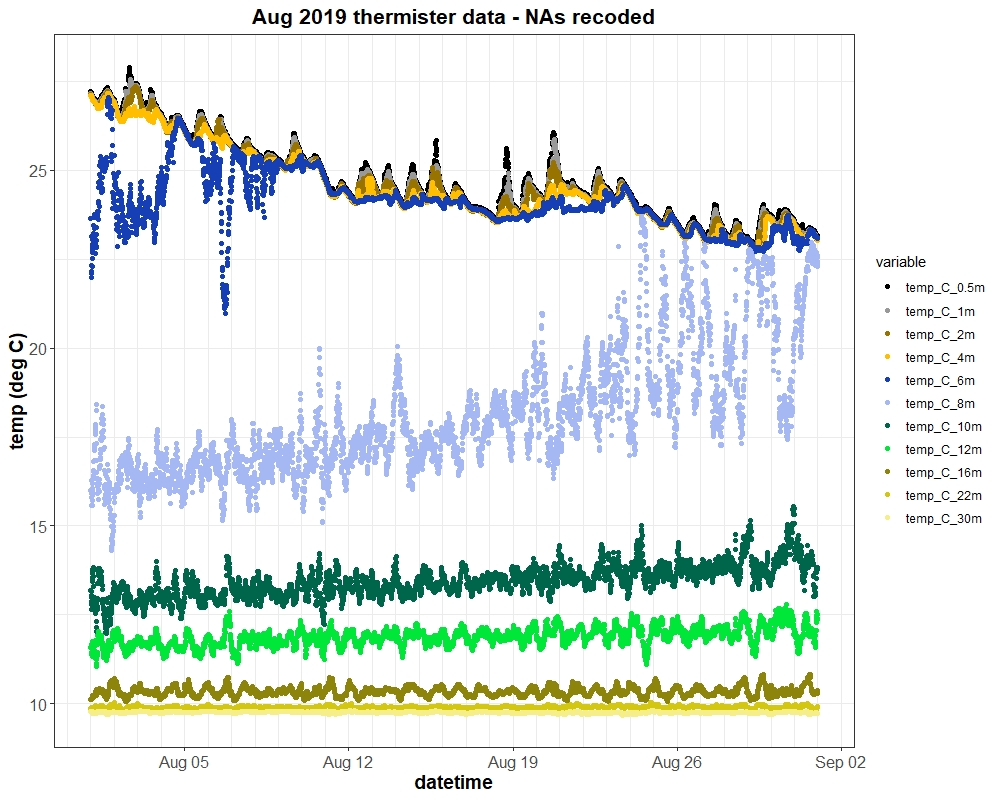 Aug 2019 thermister data - NAs recoded
temp (deg C)
25
20
15
10
Aug 05
Aug 12
Aug 19
Aug 26
Sep 02
datetime
variable
temp_C_0.5m
temp_C_1m
temp_C_2m
temp_C_4m
temp_C_6m
temp_C_8m
temp_C_10m
temp_C_12m
temp_C_16m
temp_C_22m
temp_C_30m